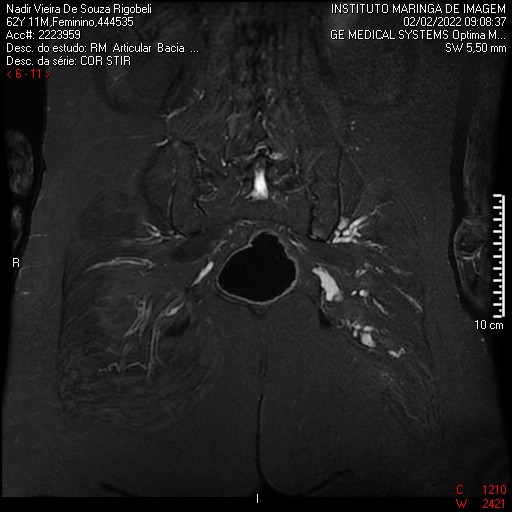 Nadir Vieira De Souza Rigobeli
62Y 11M,Feminino,444535
Acc#: 2223959
Desc. do estudo: RM Articular Bacia ...
Desc. da série: COR STIR
< 6 - 11 >
INSTITUTO MARINGA DE IMAGEM
02/02/2022 09:08:37
GE MEDICAL SYSTEMS Optima M...
SW 5,50 mm
R
10 cm
I
C 1210
W 2421